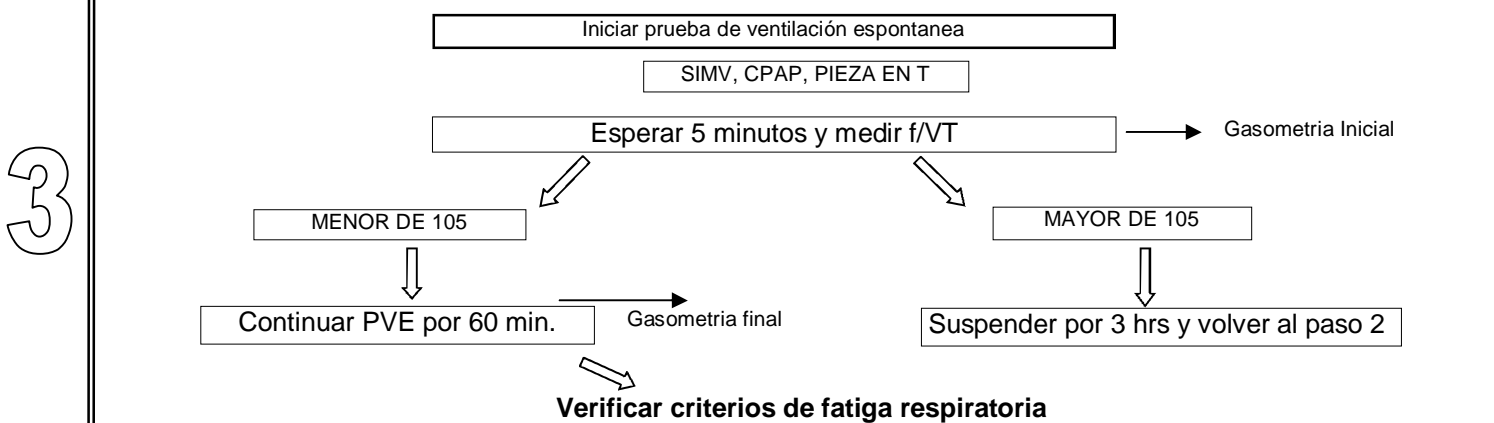 Iniciar prueba de ventilación espontanea
SIMV, CPAP, PIEZA EN T
Esperar 5 minutos y medir f/VT
Gasometria Inicial
3
MENOR DE 105
MAYOR DE 105
Continuar PVE por 60 min.
Gasometria final
Suspender por 3 hrs y volver al paso 2
Verificar criterios de fatiga respiratoria